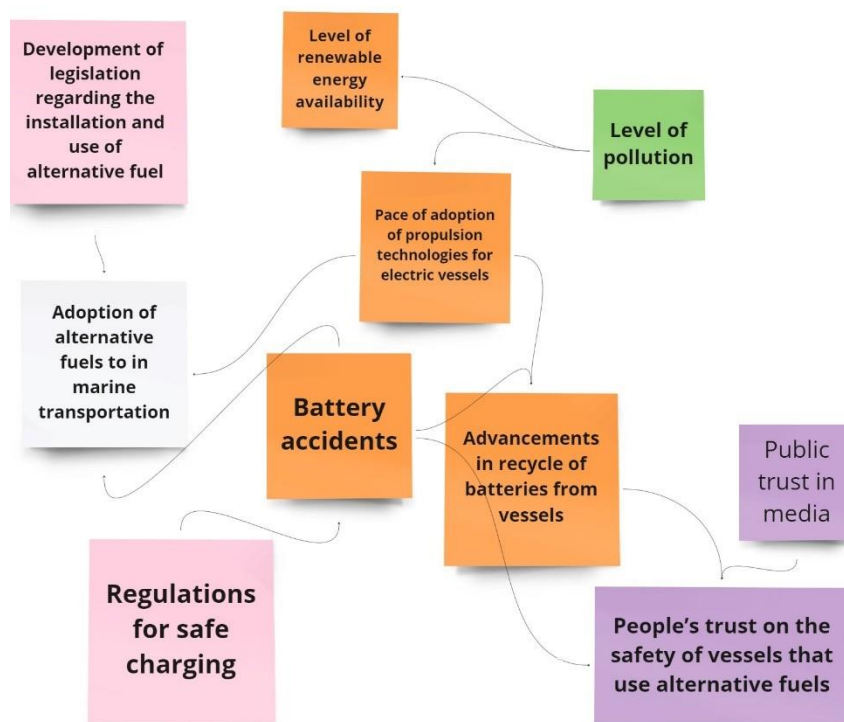 Development of
legislation
regarding the
installation and
use of
alternative fuel
Level of
renewable
energy
availability
Level of
pollution
Pace of adoption
of propulsion
technologies for
electric vessels
Adoption of
alternative
fuels to in
marine
transportation
Battery
accidents
Advancements
in recycle of
batteries from
vessels
Public
trust in
media
Regulations
for safe
charging
People’s trust on the
safety of vessels that
use alternative fuels